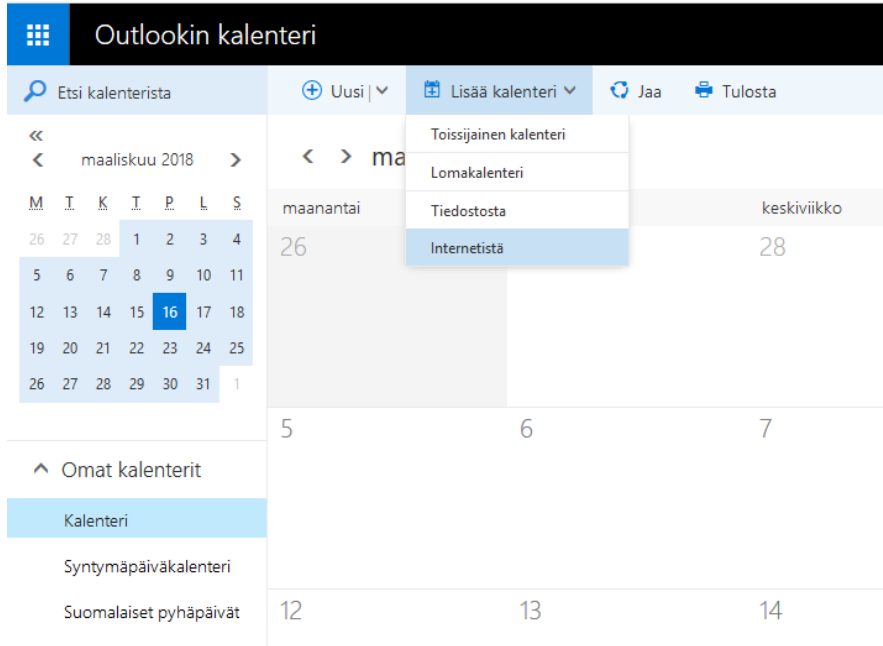 Outlookin kalenteri
Etsi kalenterista
Uusi | Lisää kalenteri Jaa Tulosta
Toissijainen kalenteri
Lomakalenteri
Tiedostosta
Internetistä
maaliskuu 2018
M T K T P L S
26 27 28 1 2 3 4
5 6 7 8 9 10 11
12 13 14 15 16 17 18
19 20 21 22 23 24 25
26 27 28 29 30 31 1
Omat kalenterit
Kalenteri
Syntymäpäiväkalenteri
Suomalaiset pyhäpäivät
ma
maanantai keskiviikko
26 28
5 6 7
12 13 14